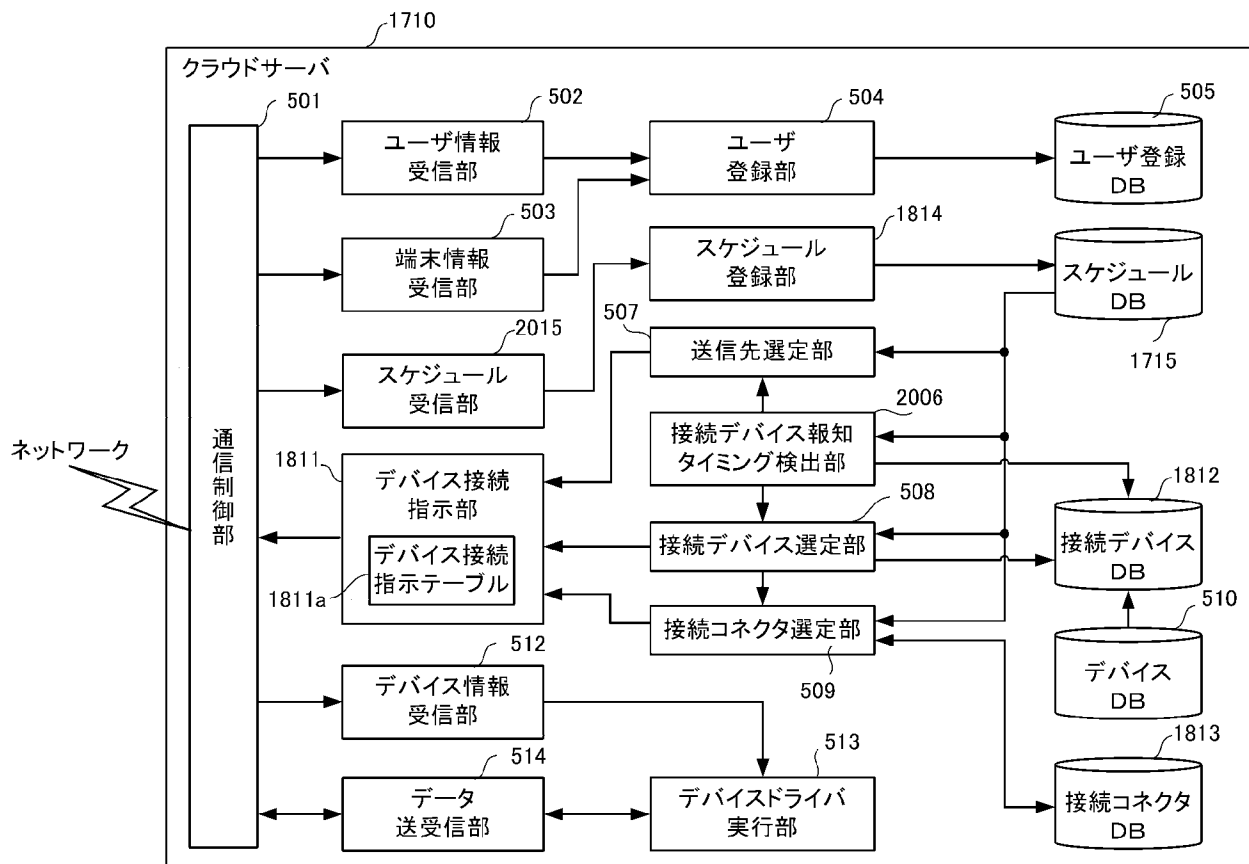 1710
クラウドサーバ
501
通信制御部
ネットワーク
502
ユーザ情報
受信部
504
ユーザ
登録部
505
ユーザ登録
DB
503
端末情報
受信部
1814
スケジュール
登録部
スケジュール
DB
1715
2015
スケジュール
受信部
507
送信先選定部
2006
接続デバイス報知
タイミング検出部
1811
デバイス接続
指示部
デバイス接続
指示テーブル
1811a
508
接続デバイス選定部
1812
接続デバイス
DB
接続コネクタ選定部
509
510
デバイス
DB
512
デバイス情報
受信部
513
デバイスドライバ
実行部
1813
接続コネクタ
DB
514
データ
送受信部